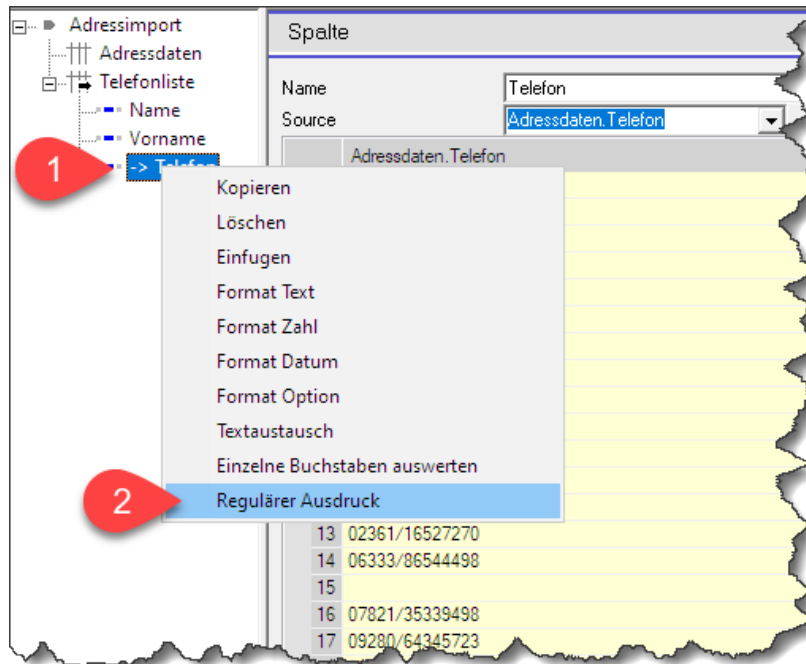 Adressimport
Adressdaten
Telefonliste
Name
Vorname
-> Telefon
Spalte
Name Telefon
Source Adressdaten.Telefon
Adressdaten.Telefon
1
Kopieren
Löschen
Einfugen
Format Text
Format Zahl
Format Datum
Format Option
Textaustausch
Einzelne Buchstaben auswerten
2 Regulärer Ausdruck
13 02361/16527270
14 06333/86544498
15
16 07821/35339498
17 09280/64345723